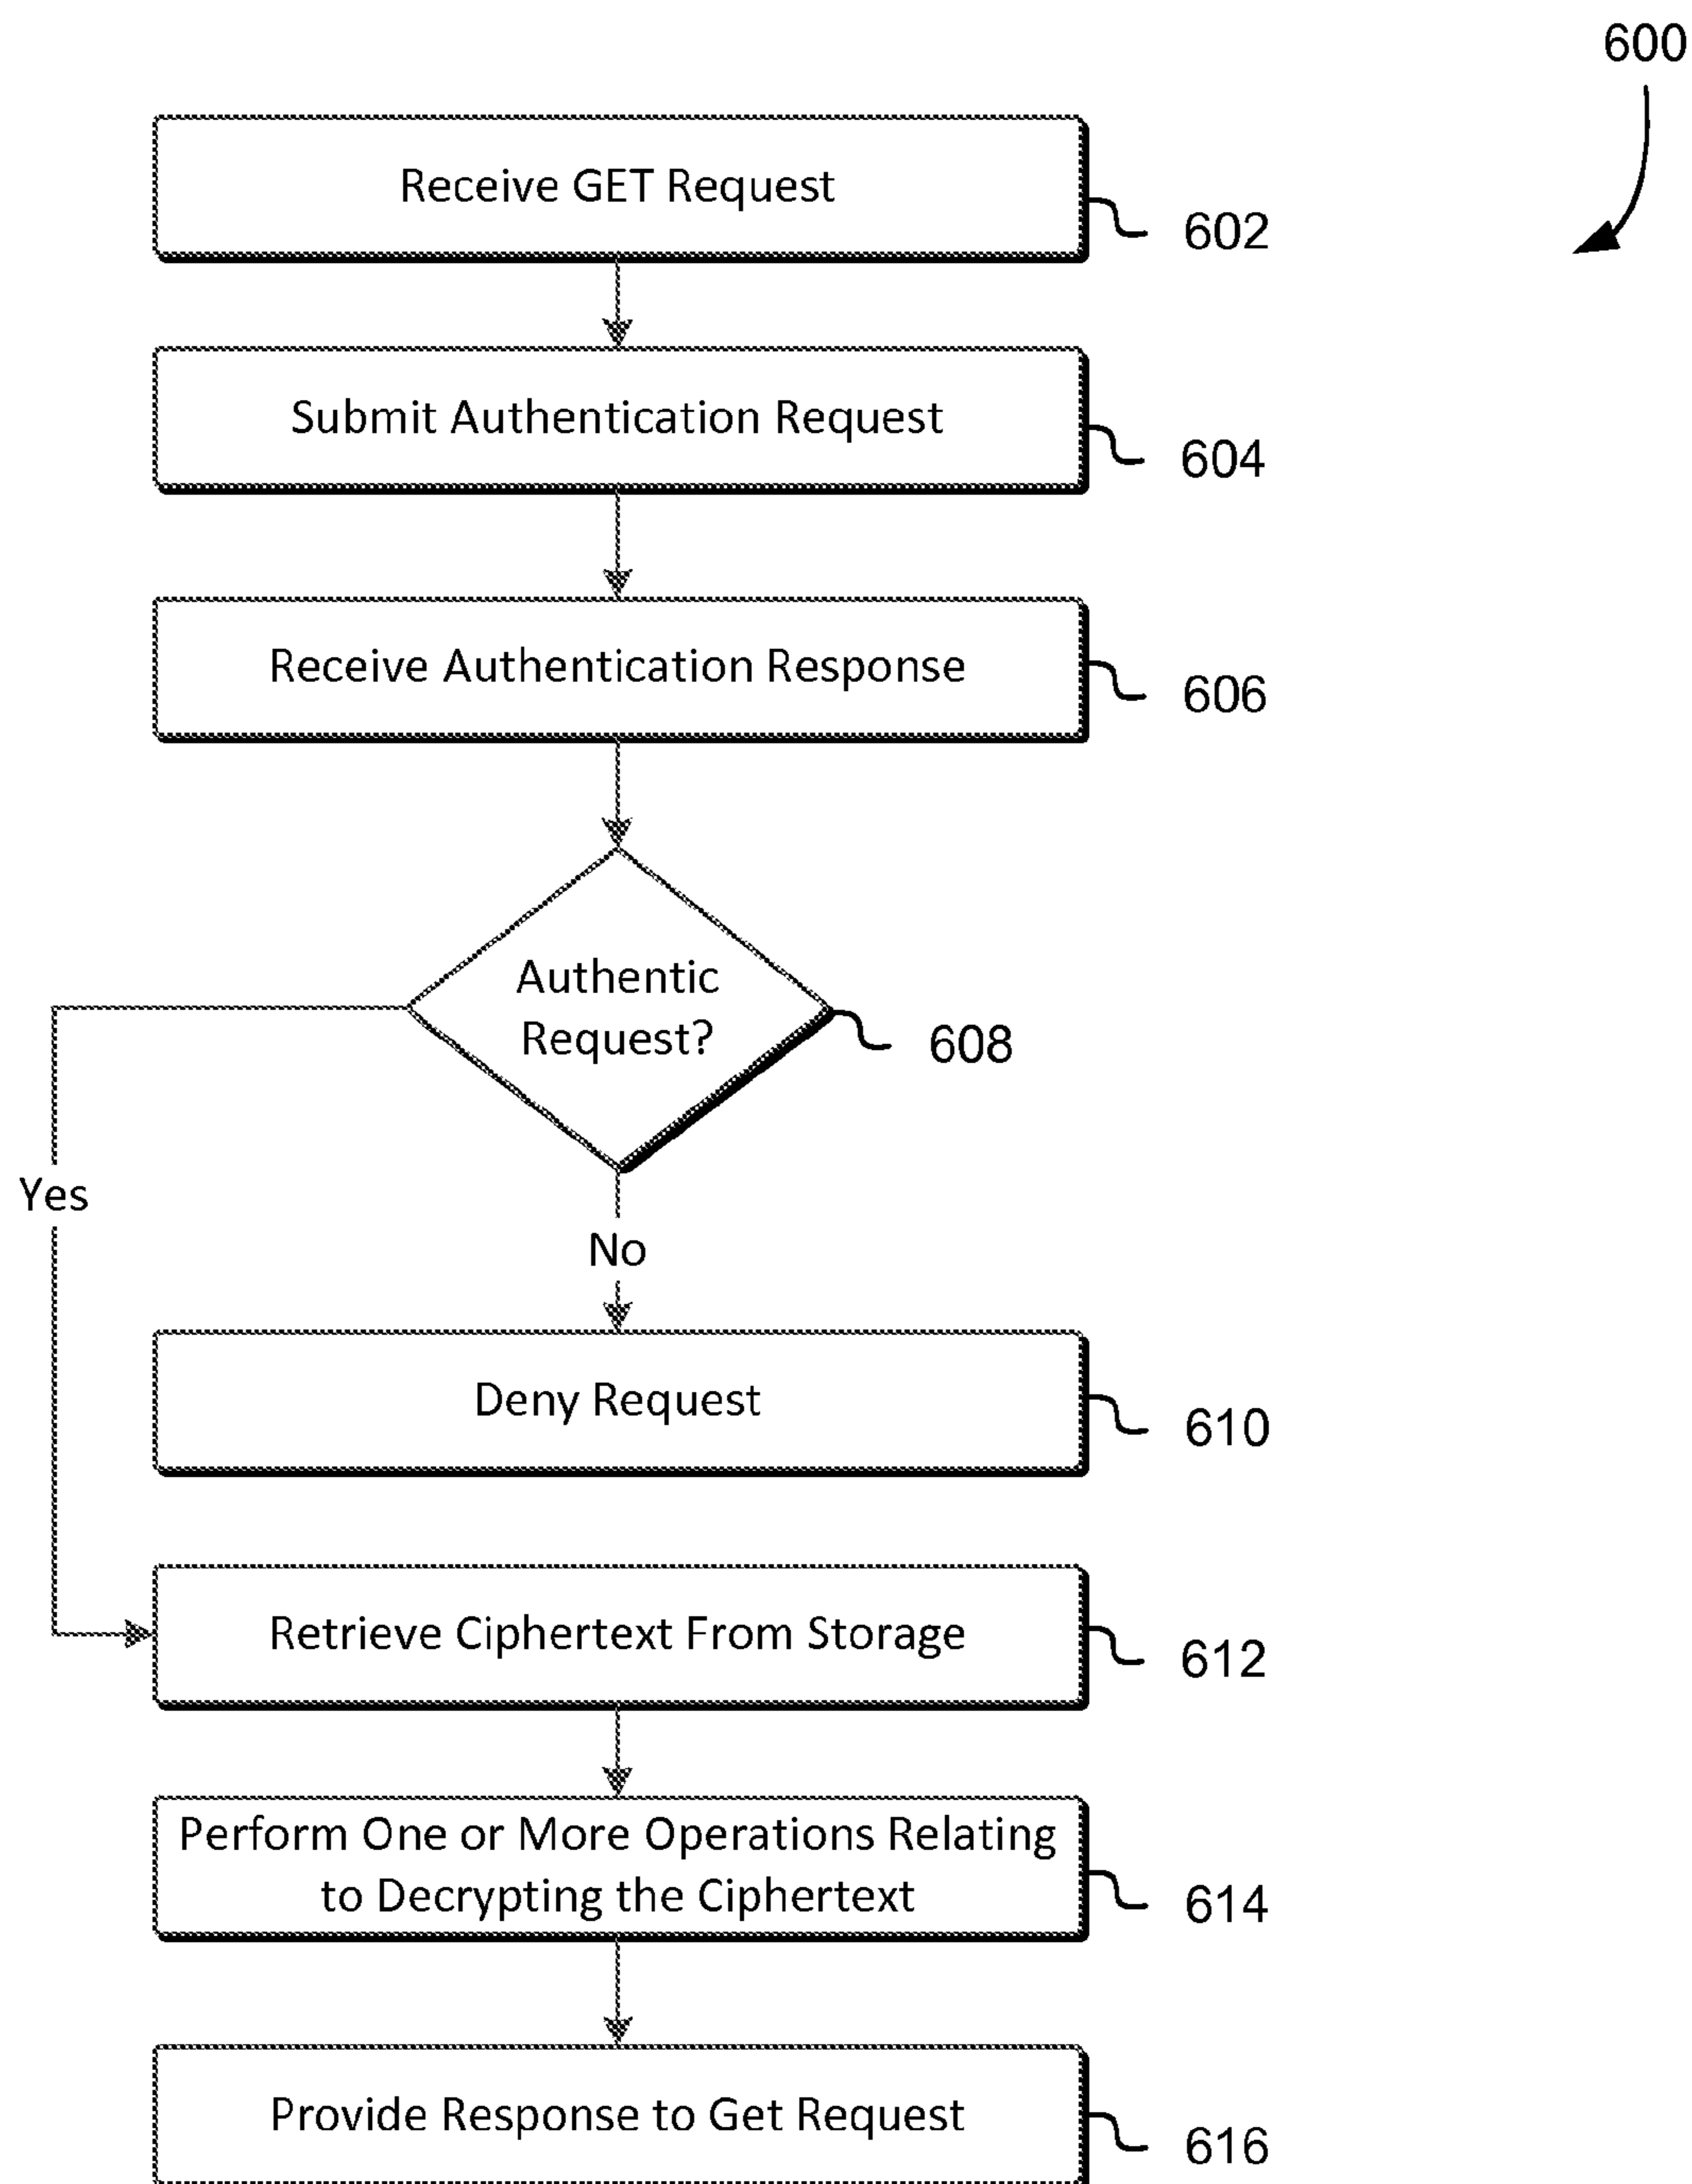 600
Receive GET Request
602
Submit Authentication Request
604
Receive Authentication Response
606
Authentic
Request?
608
Yes
No
Deny Request
610
Retrieve Ciphertext From Storage
612
Perform One or More Operations Relating
to Decrypting the Ciphertext
614
Provide Response to Get Request
616